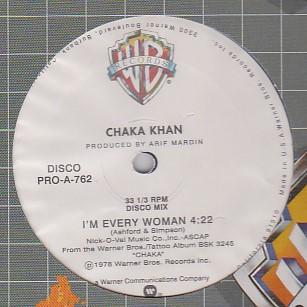 WB
RECORDS
CHAKA KHAN
PRODUCED BY ARIF MARDIN
DISCO
PRO-A-762
33 1/3 RPM
DISCO MIX
I'M EVERY WOMAN 4:22
(Ashford & Simpson)
Nick-O-Val Music Co., Inc.-ASCAP
From the Warner Bros./Tattoo Album BSK 3245
"CHAKA"
℗ 1978 Warner Bros. Records Inc.
a Warner Communications Company